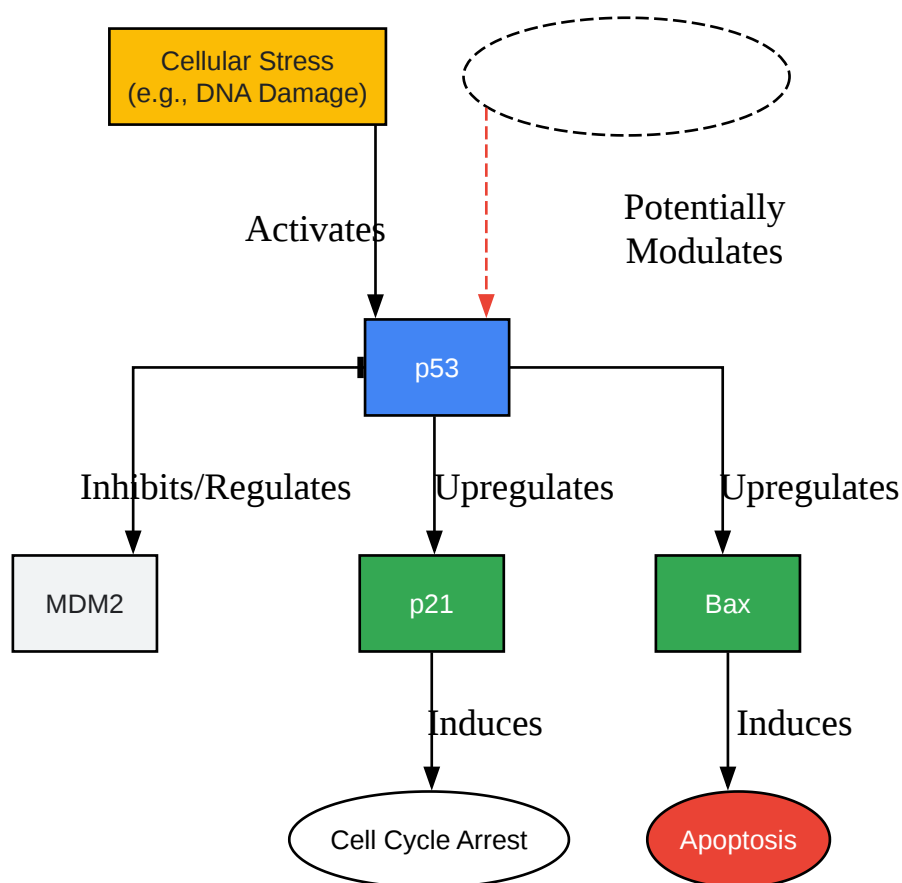 Cellular Stress
(e.g., DNA Damage)
Activates
Potentially
Modulates
p53
Inhibits/Regulates
Upregulates
Upregulates
MDM2
p21
Bax
Induces
Induces
Cell Cycle Arrest
Apoptosis